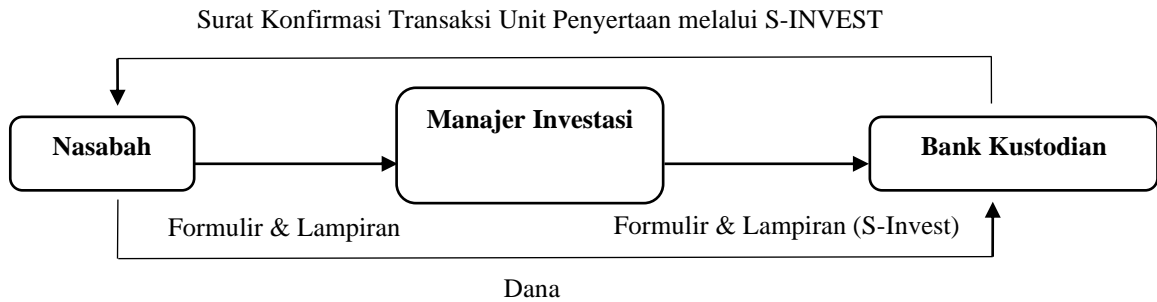 Surat Konfirmasi Transaksi Unit Penyertaan melalui S-INVEST
Nasabah
Manajer Investasi
Bank Kustodian
Formulir & Lampiran
Formulir & Lampiran (S-Invest)
Dana